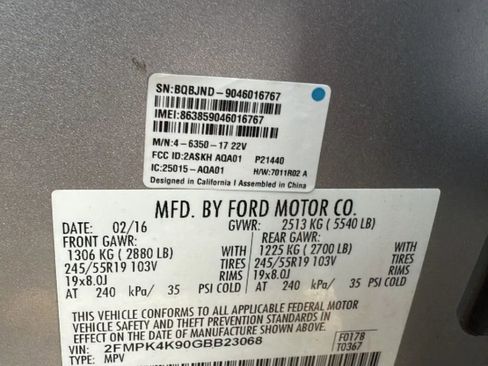 SN:BQBJND-9046016767
IMEI:863859046016767
M/N:4-6350-17 22V
FCC ID:2ASKH AQA01 P21440
IC:25015-AQA01 H/W:7011R02 A
Designed in California | Assembled in China
MFD. BY FORD MOTOR CO.
DATE: 02/16 GVWR: 2513 KG ( 5540 LB)
FRONT GAWR: REAR GAWR:
1306 KG ( 2880 LB) 1225 KG ( 2700 LB)
245/55R19 103V TIRES 245/55R19 103V TIRES
19x8.0J RIMS 19x8.0J RIMS
AT 240 kPa/ 35 PSI COLD AT 240 kPa/ 35 PSI COLD
THIS VEHICLE CONFORMS TO ALL APPLICABLE FEDERAL MOTOR
VEHICLE SAFETY AND THEFT PREVENTION STANDARDS IN
EFFECT ON THE DATE OF MANUFACTURE SHOWN ABOVE.
VIN: 2FMPK4K90GBB23068 F0178
TYPE: MPV T0367